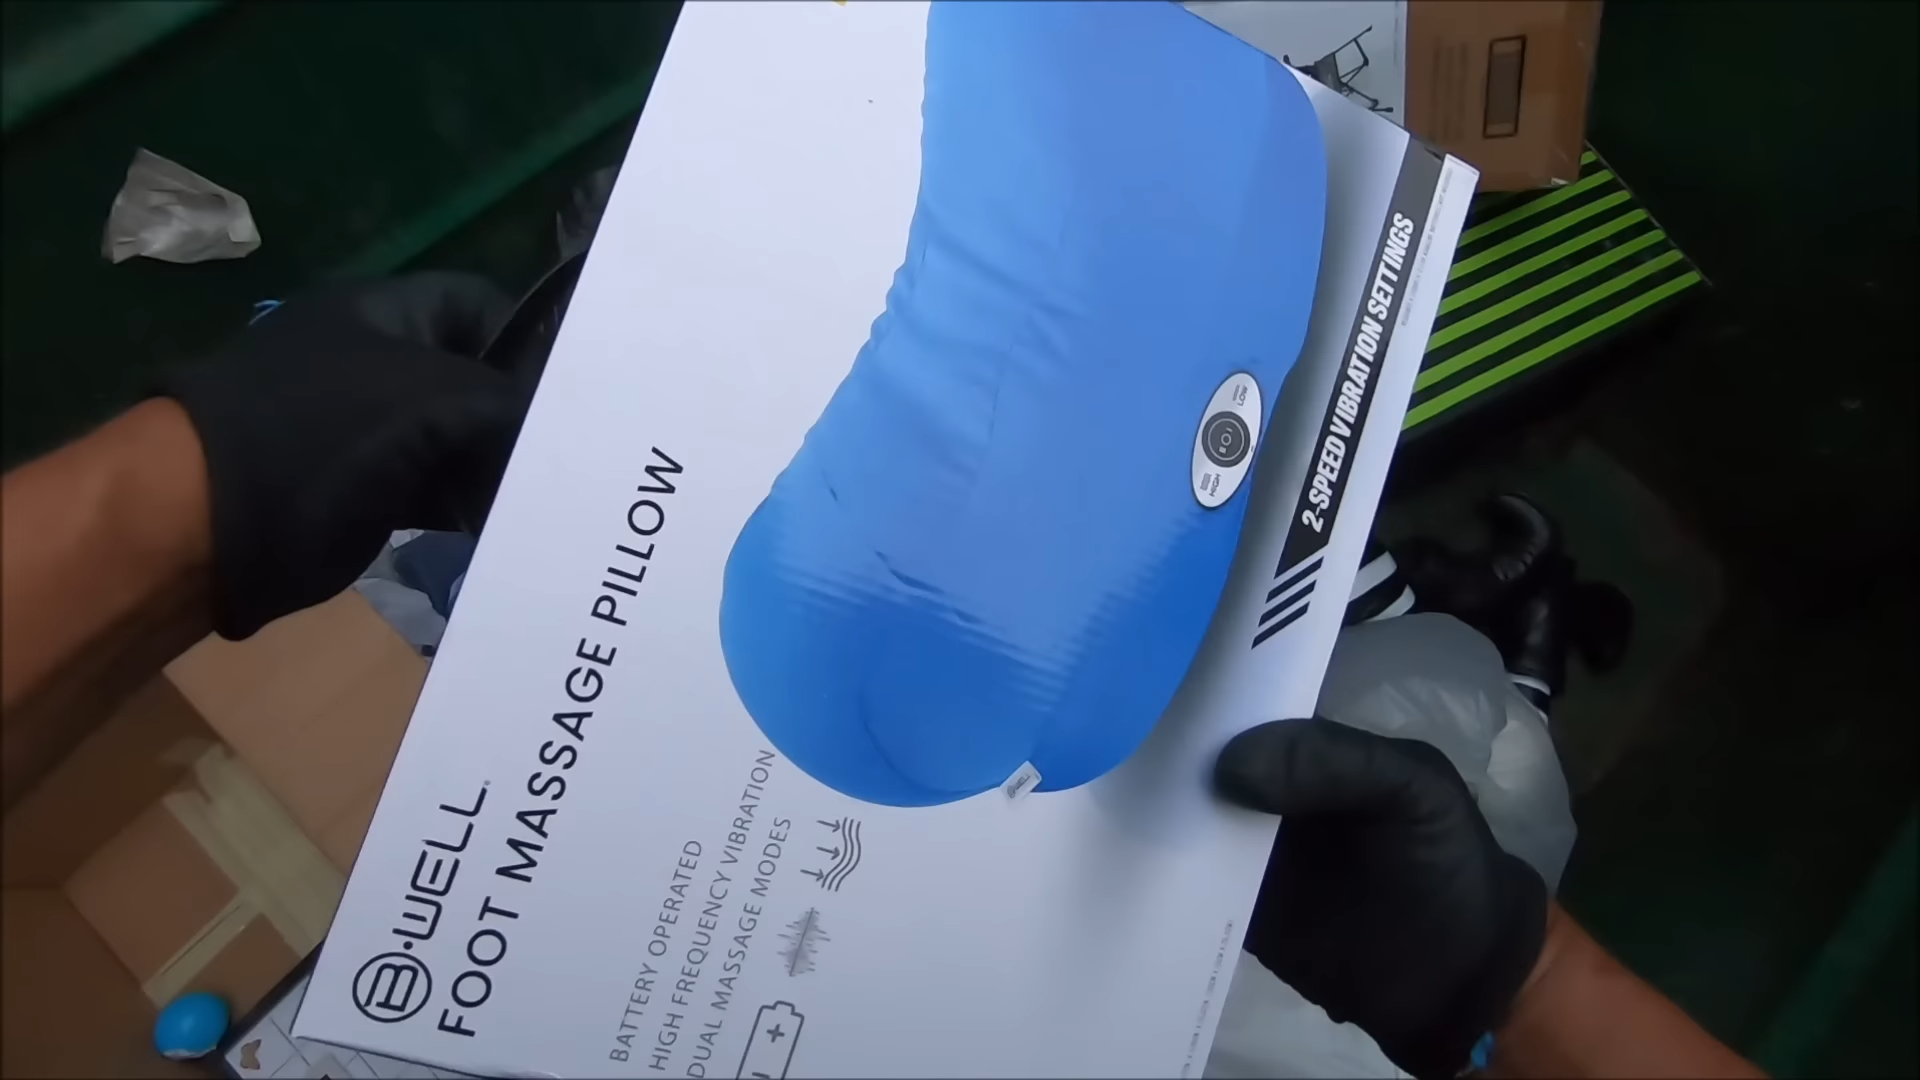 B·WELL
FOOT MASSAGE PILLOW
BATTERY OPERATED
HIGH FREQUENCY VIBRATION
DUAL MASSAGE MODES
HIGH
LOW
2-SPEED VIBRATION SETTINGS